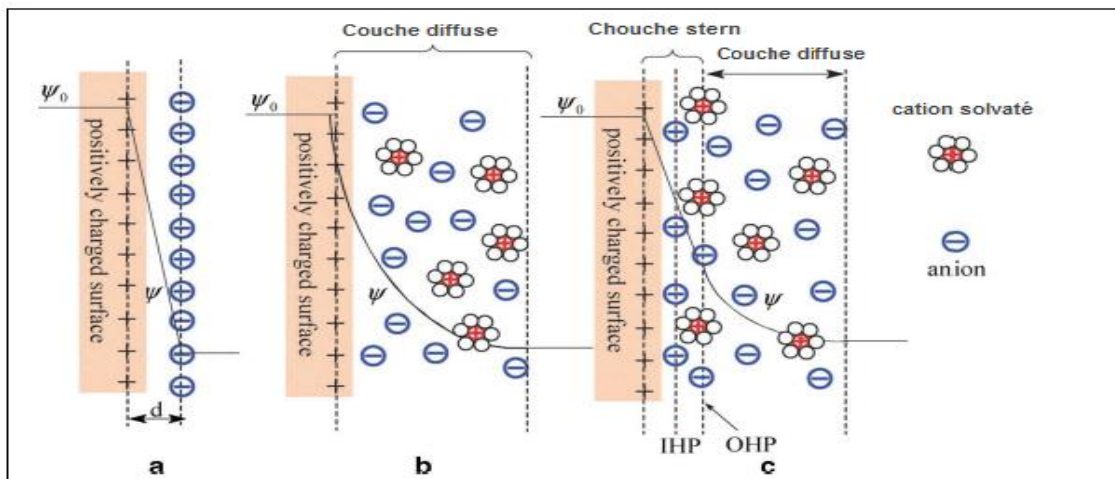 Couche diffuse
Chouche stern
Couche diffuse
ψ₀
positively charged surface
ψ
d
a
ψ₀
positively charged surface
ψ
b
ψ₀
positively charged surface
ψ
IHP
OHP
c
cation solvaté
anion